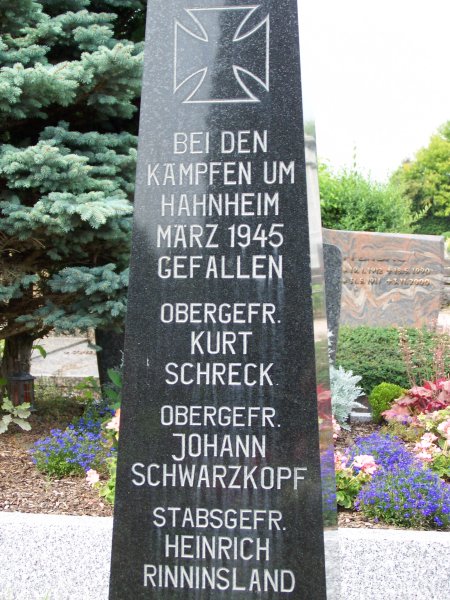 BEI DEN
KÄMPFEN UM
HAHNHEIM
MÄRZ 1945
GEFALLEN
OBERGEFR.
KURT
SCHRECK
OBERGEFR.
JOHANN
SCHWARZKOPF
STABSGEFR.
HEINRICH
RINNINSLAND